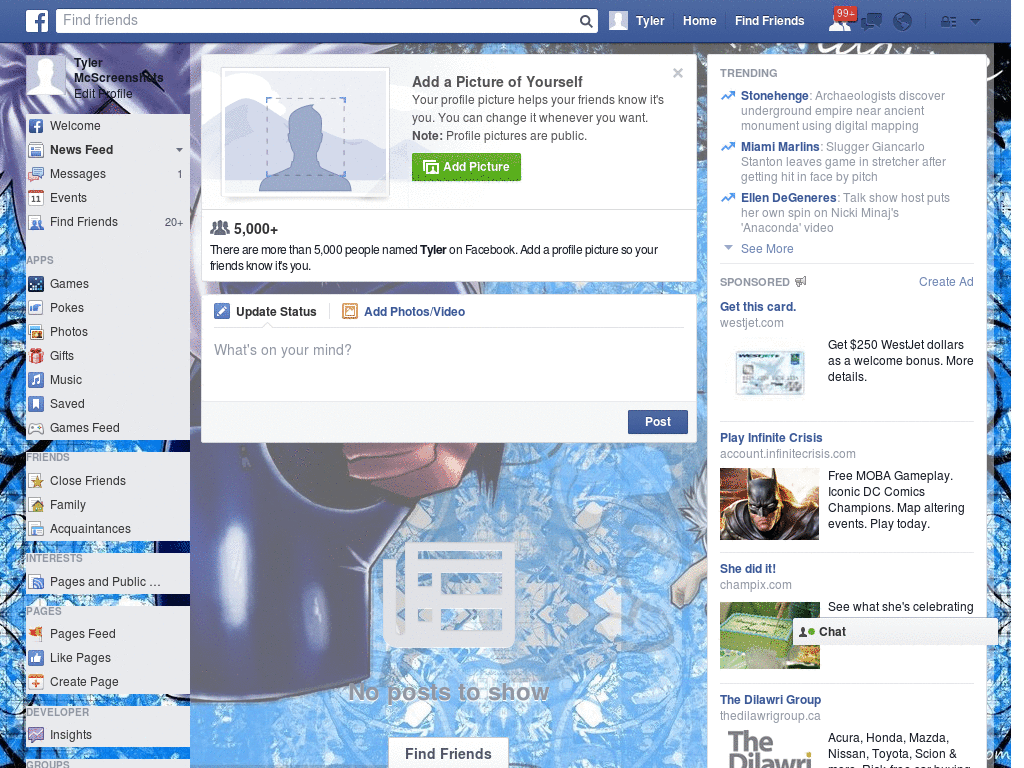 Find friends
Tyler
Home
Find Friends
99+
Tyler
McScreenshots
Edit Profile
Welcome
News Feed
Messages 1
11 Events
Find Friends 20+
APPS
Games
Pokes
Photos
Gifts
Music
Saved
Games Feed
FRIENDS
Close Friends
Family
Acquaintances
INTERESTS
Pages and Public ...
PAGES
Pages Feed
Like Pages
Create Page
DEVELOPER
Insights
GROUPS
Add a Picture of Yourself
Your profile picture helps your friends know it's
you. You can change it whenever you want.
Note: Profile pictures are public.
Add Picture
5,000+
There are more than 5,000 people named Tyler on Facebook. Add a profile picture so your
friends know it's you.
Update Status
Add Photos/Video
What's on your mind?
Post
No posts to show
Find Friends
TRENDING
Stonehenge: Archaeologists discover
underground empire near ancient
monument using digital mapping
Miami Marlins: Slugger Giancarlo
Stanton leaves game in stretcher after
getting hit in face by pitch
Ellen DeGeneres: Talk show host puts
her own spin on Nicki Minaj's
'Anaconda' video
See More
SPONSORED
Create Ad
Get this card.
westjet.com
WESTJET
Get $250 WestJet dollars
as a welcome bonus. More
details.
Play Infinite Crisis
account.infinitecrisis.com
Free MOBA Gameplay.
Iconic DC Comics
Champions. Map altering
events. Play today.
She did it!
champix.com
See what she's celebrating
Chat
The Dilawri Group
thedilawrigroup.ca
The
Dilawri
Acura, Honda, Mazda,
Nissan, Toyota, Scion &